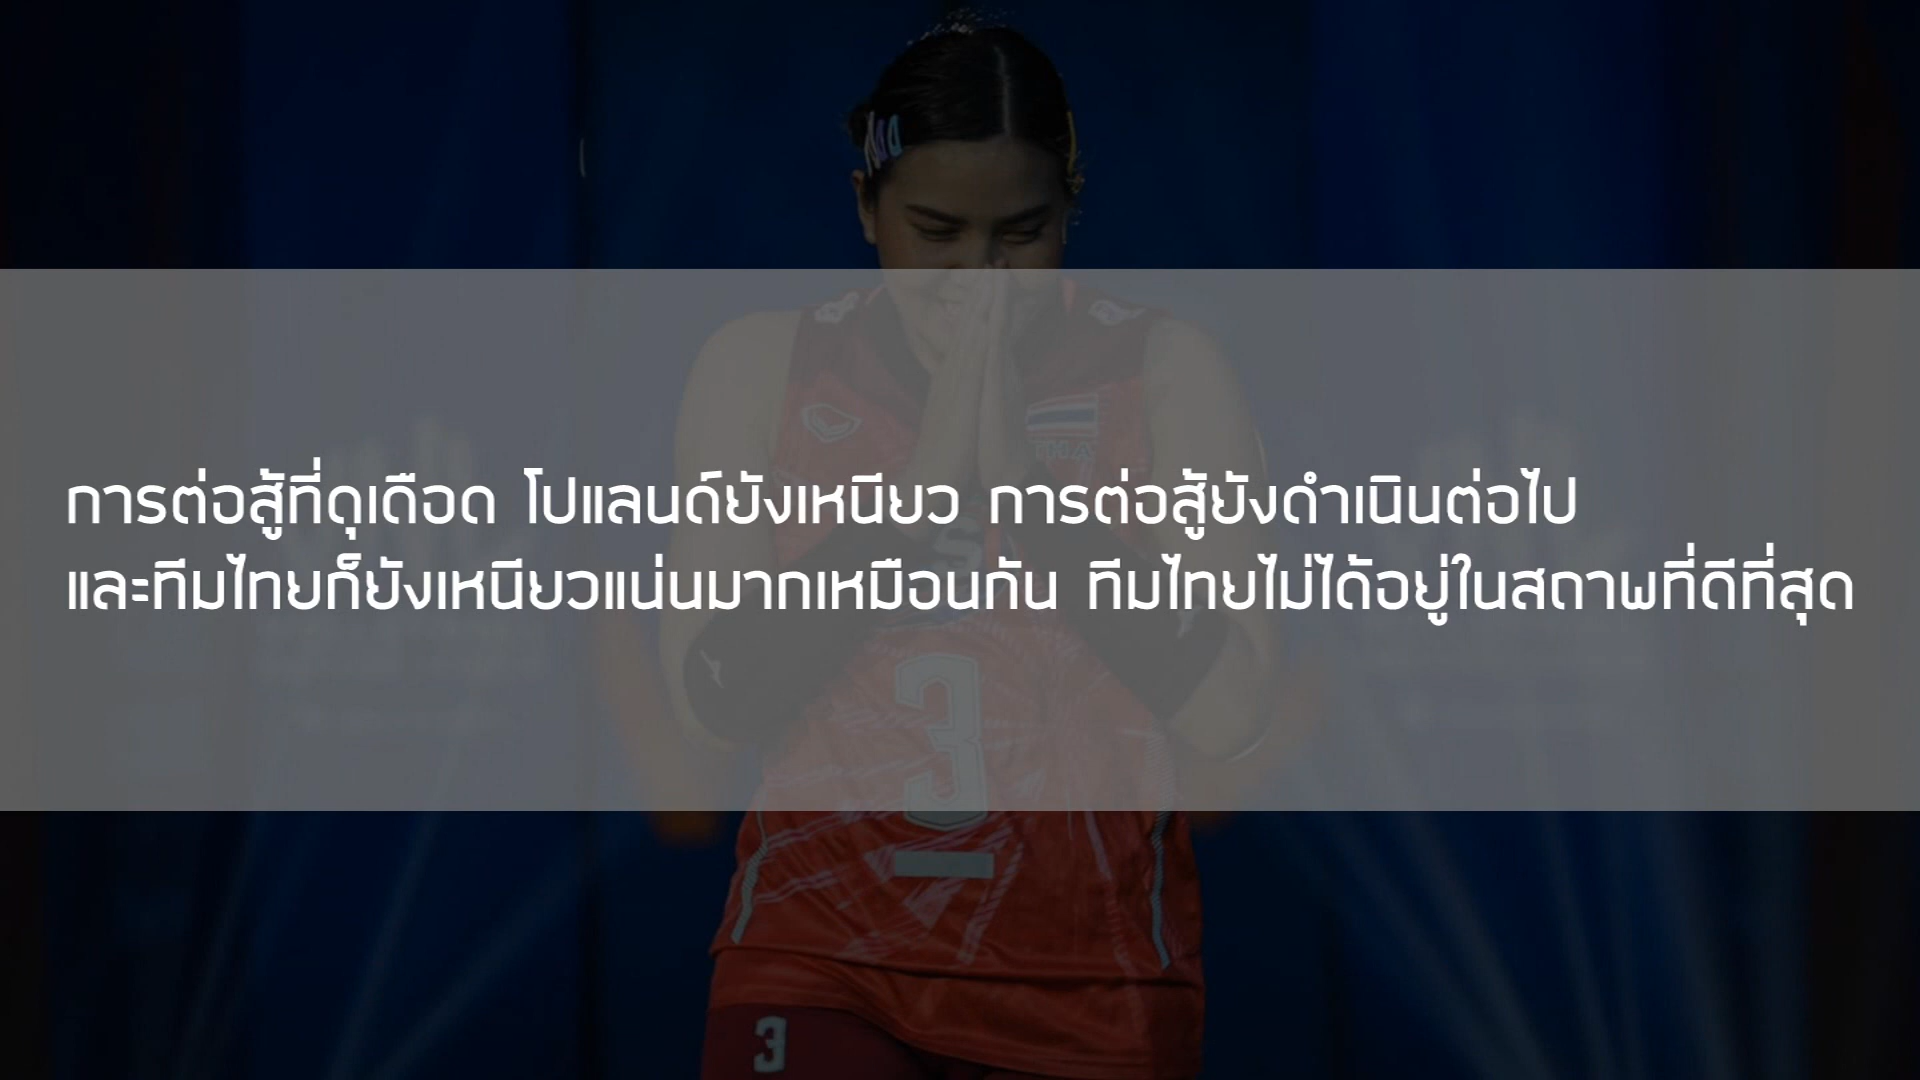 การต่อสู้ที่ดุเดือด โปแลนด์ยังเหนียว การต่อสู้ยังดำเนินต่อไป
และทีมไทยก็ยังเหนียวแน่นมากเหมือนกัน ทีมไทยไม่ได้อยู่ในสถาพที่ดีที่สุด
THA
3
3